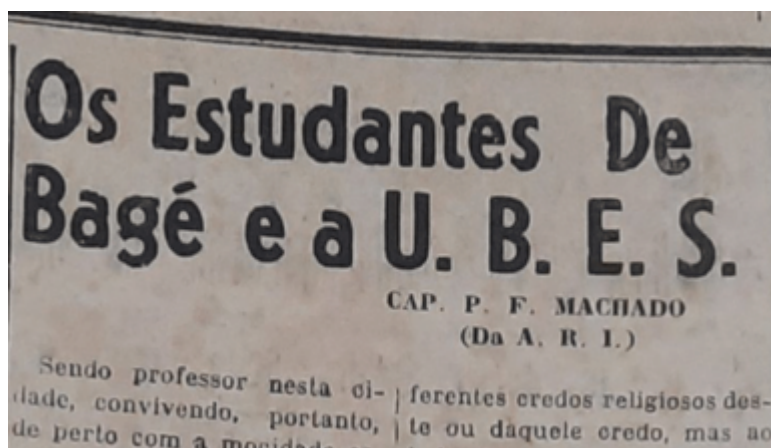 Os Estudantes De
Bagé e a U. B. E. S.
CAP. P. F. MACHADO
(Da A. R. I.)
Sendo professor nesta ci-
dade, convivendo, portanto,
de perto com a mocidade
ferentes credos religiosos des-
te ou daquele credo, mas ao